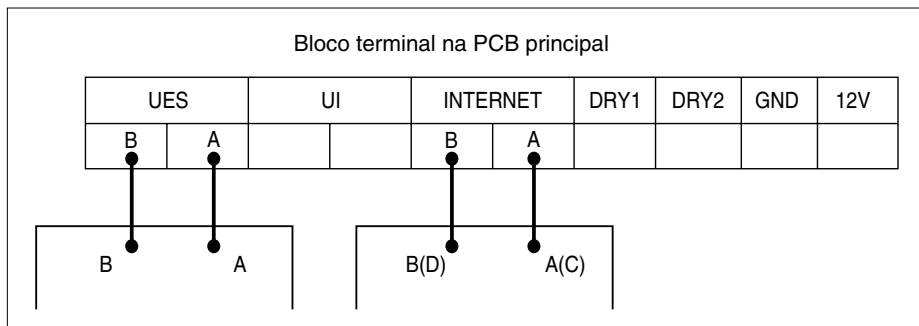 Bloco terminal na PCB principal
UES UI INTERNET DRY1 DRY2 GND 12V
B A B A
B A B(D) A(C)